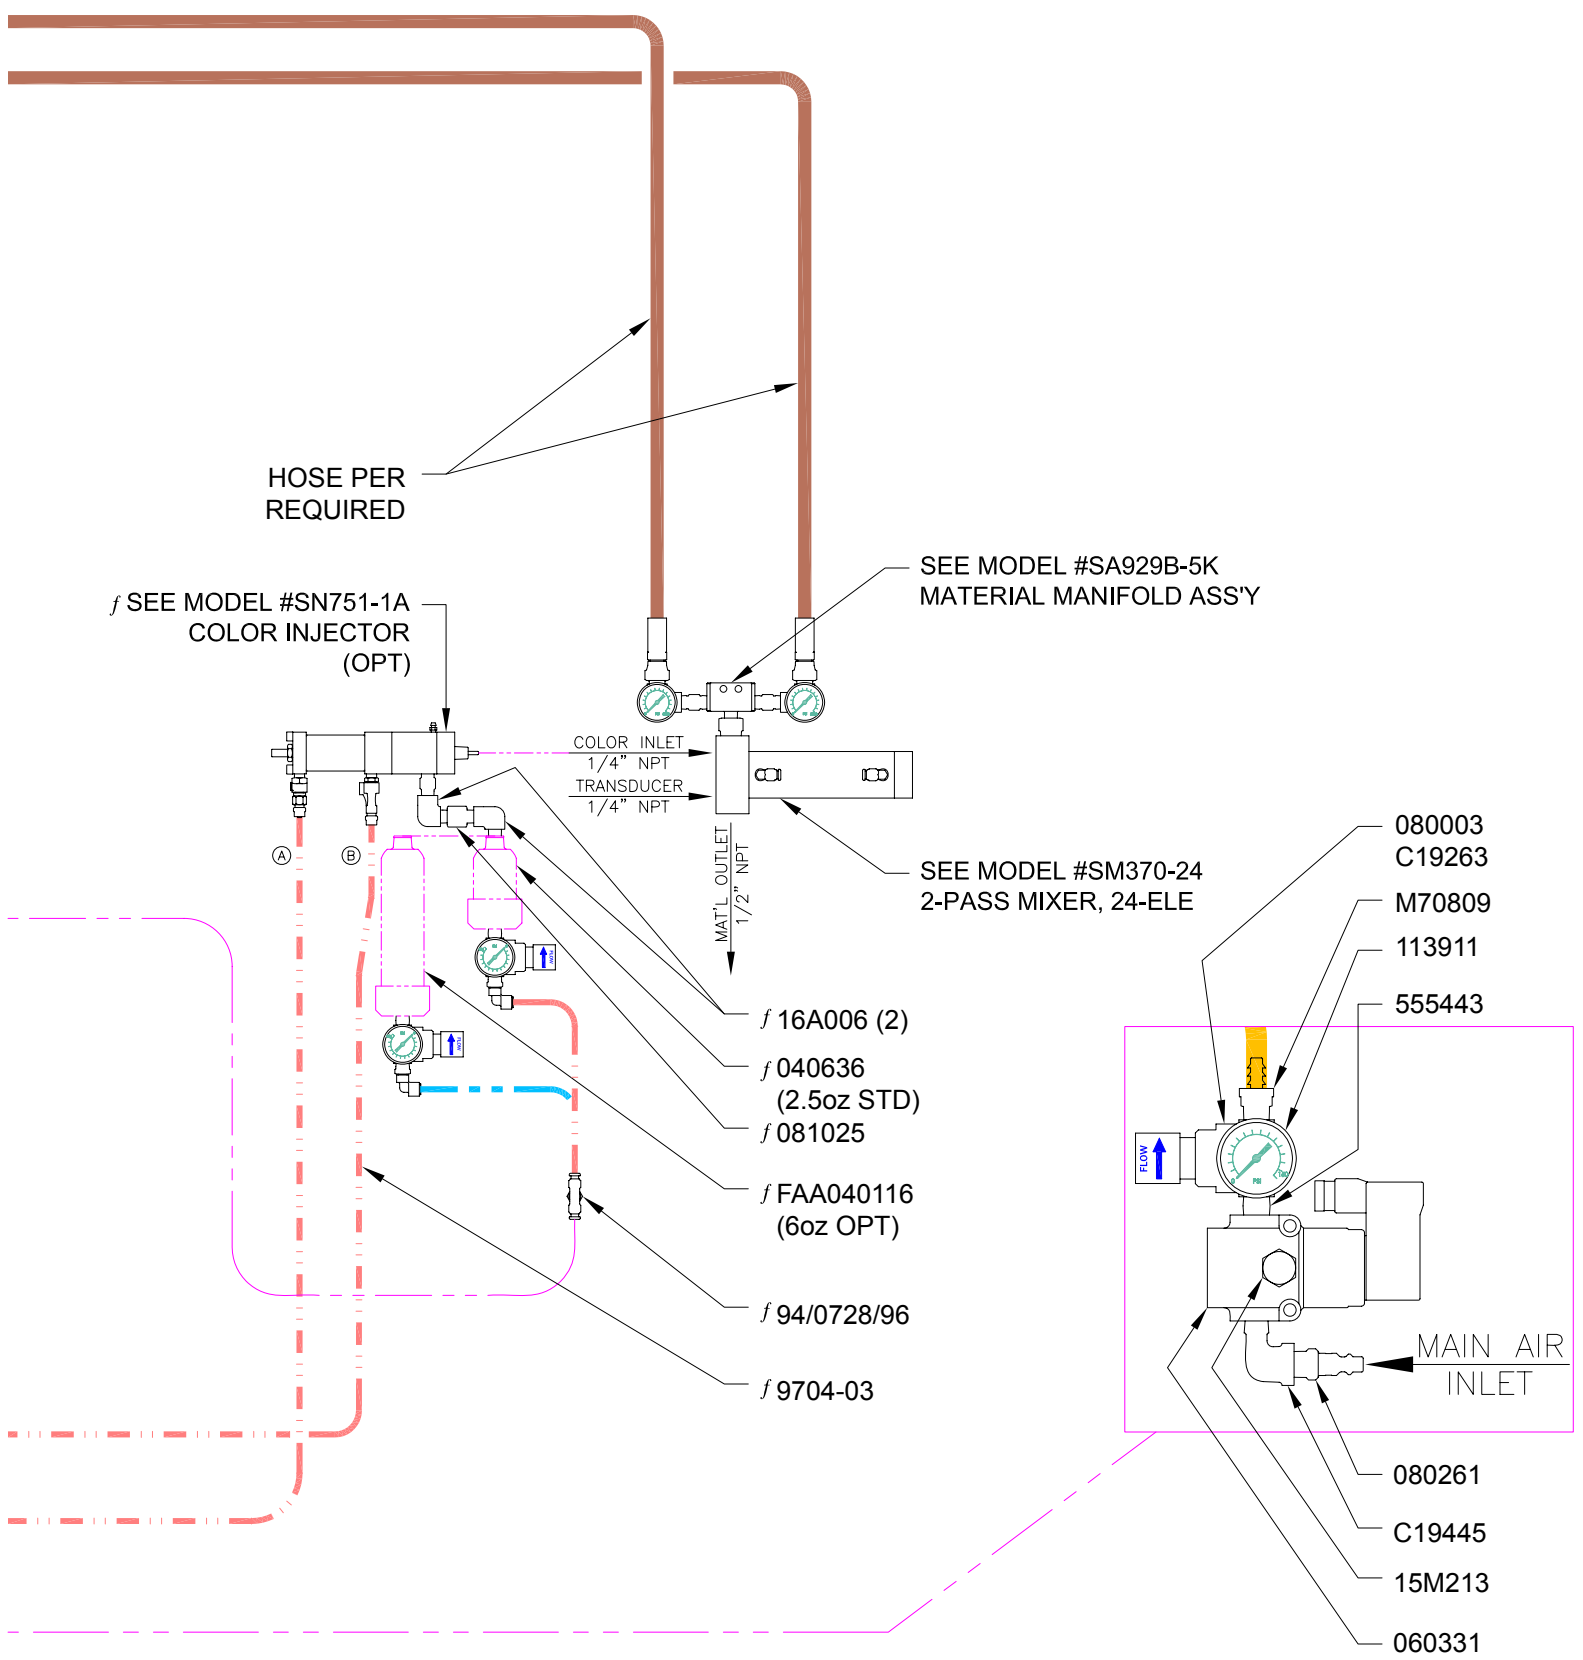 HOSE PER
REQUIRED
ƒ SEE MODEL #SN751-1A
COLOR INJECTOR
(OPT)
SEE MODEL #SA929B-5K
MATERIAL MANIFOLD ASS'Y
COLOR INLET
1/4" NPT
TRANSDUCER
1/4" NPT
MAT'L OUTLET
1/2" NPT
SEE MODEL #SM370-24
2-PASS MIXER, 24-ELE
A
B
FLOW
FLOW
ƒ 16A006 (2)
ƒ 040636
(2.5oz STD)
ƒ 081025
ƒ FAA040116
(6oz OPT)
ƒ 94/0728/96
ƒ 9704-03
080003
C19263
M70809
113911
555443
FLOW
PSI
MAIN AIR
INLET
080261
C19445
15M213
060331